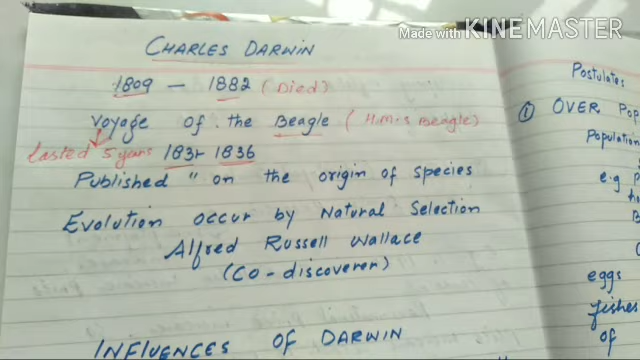 Made with KINEMASTER
CHARLES DARWIN
1809 - 1882 (Died)
Voyage of the Beagle (H.M.S Beagle)
Lasted 5 years 1831- 1836
Published " on the origin of species
Evolution occur by Natural Selection
Alfred Russell Wallace
(Co-discoverer)
INFLUENCES OF DARWIN
Postulates
① OVER POP
Population
e.g
eggs
fishes
of